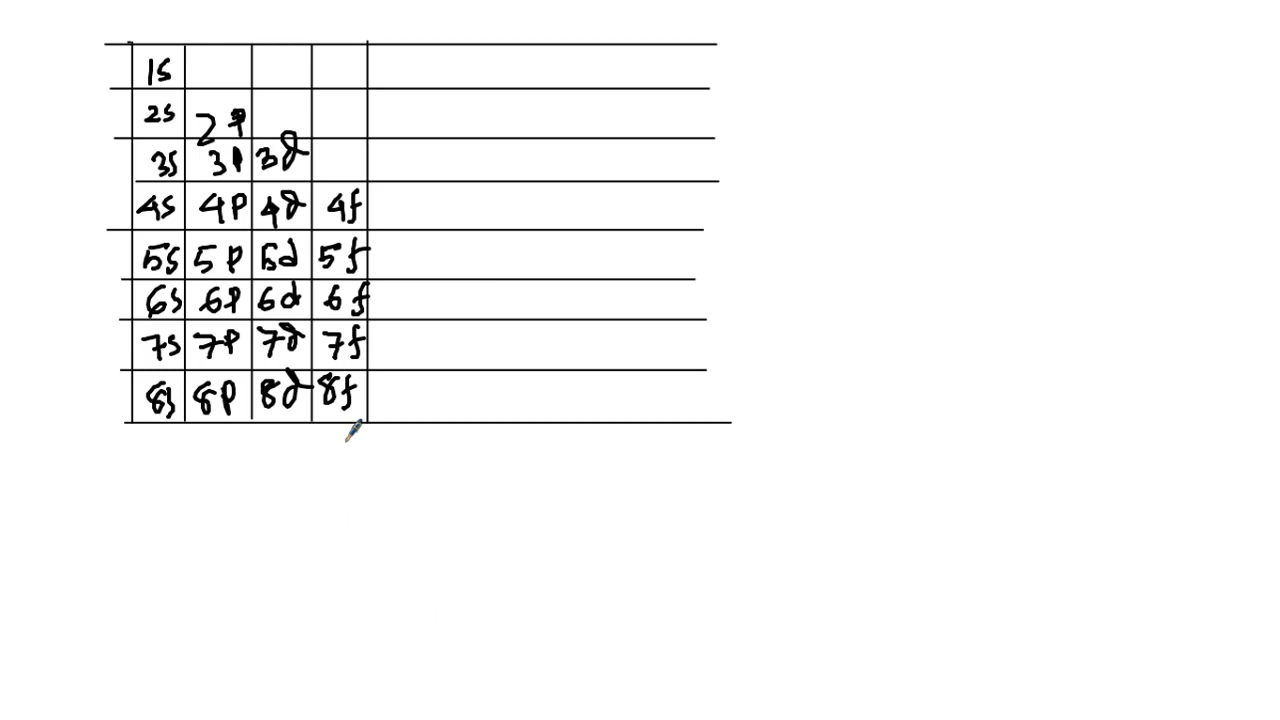 1s
2s 2p
3s 3p 3d
4s 4p 4d 4f
5s 5p 5d 5f
6s 6p 6d 6f
7s 7p 7d 7f
8s 8p 8d 8f